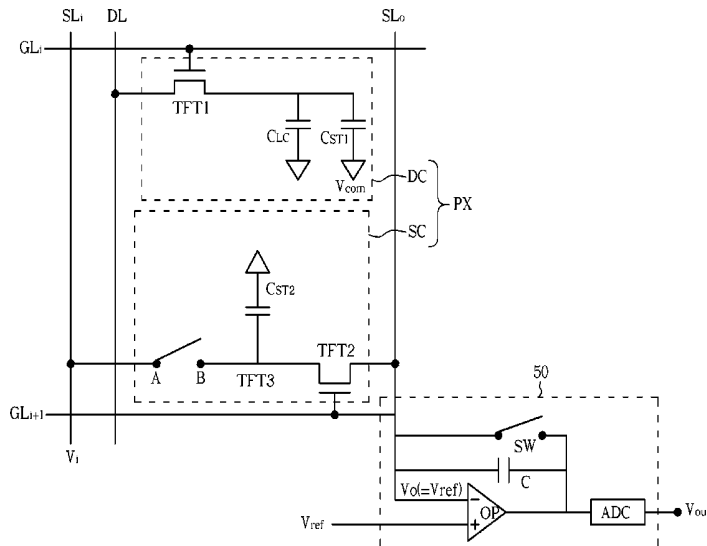 SLi DL SLo
GLi
TFT1
CLC CST1
Vcom
DC
PX
SC
CST2
TFT2
A B TFT3
50
GLi+1
SW
Vi
C
Vo(=Vref)
OP
ADC
Vou
Vref